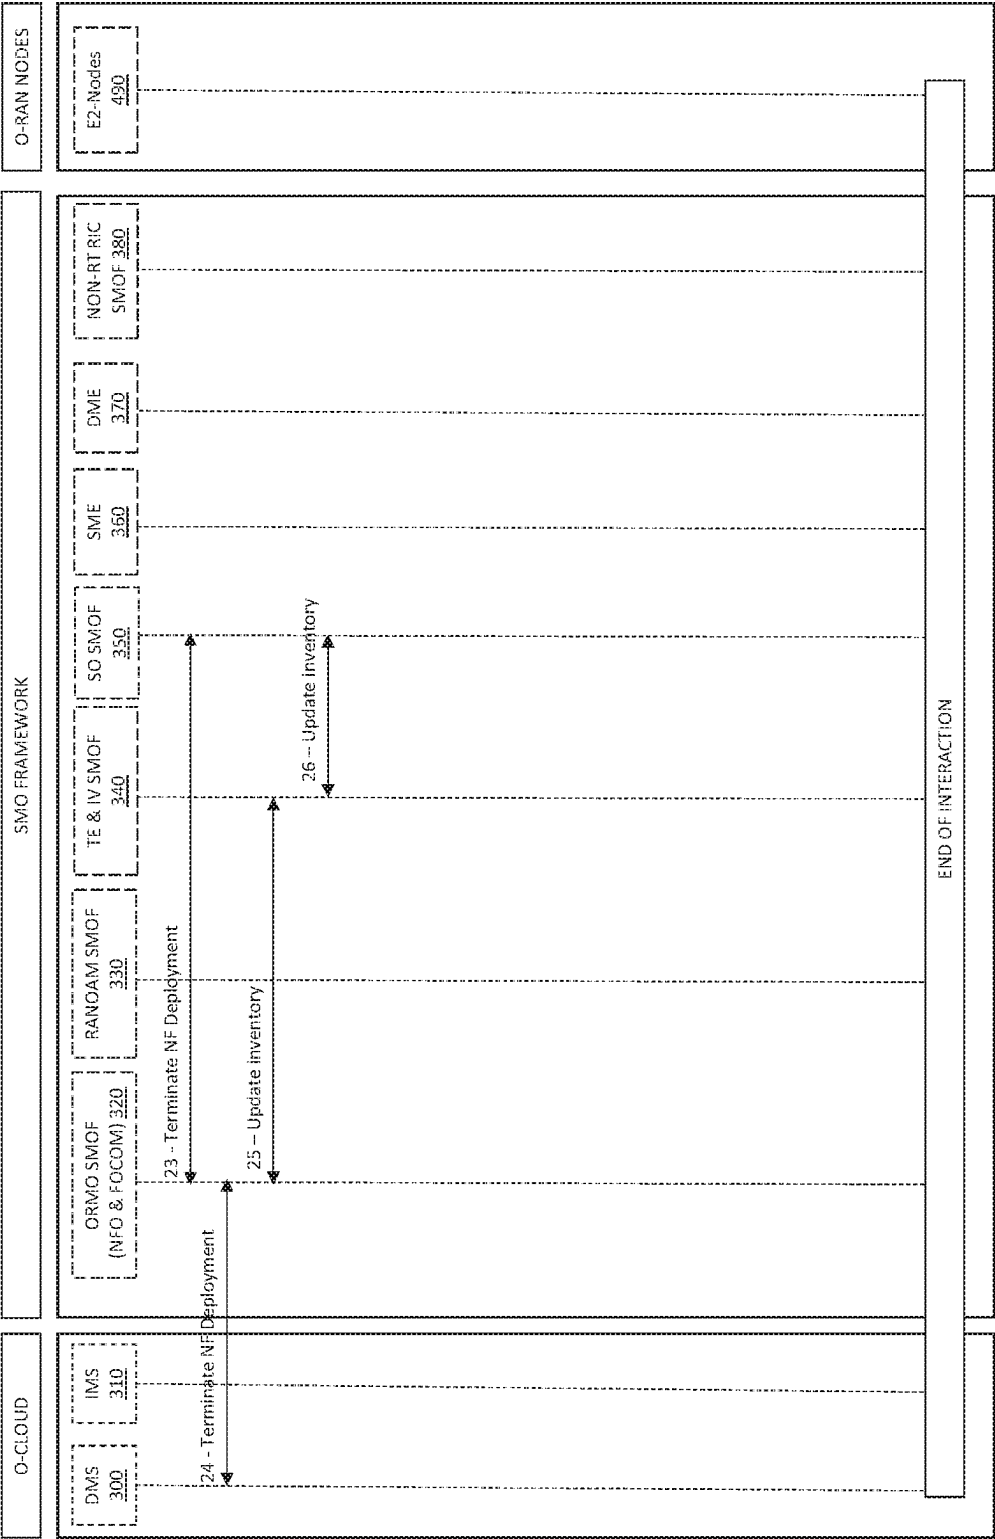 O-CLOUD
SMO FRAMEWORK
O-RAN NODES
DMS
300
IMS
310
ORMO SMOF
(NFO & FOCOM) 320
RANOAM SMOF
330
TE & IV SMOF
340
SO SMOF
350
SME
360
DME
370
NON-RT RIC
SMOF 380
E2-Nodes
490
23 - Terminate NF Deployment
24 - Terminate NF Deployment
25 – Update inventory
26 – Update inventory
END OF INTERACTION